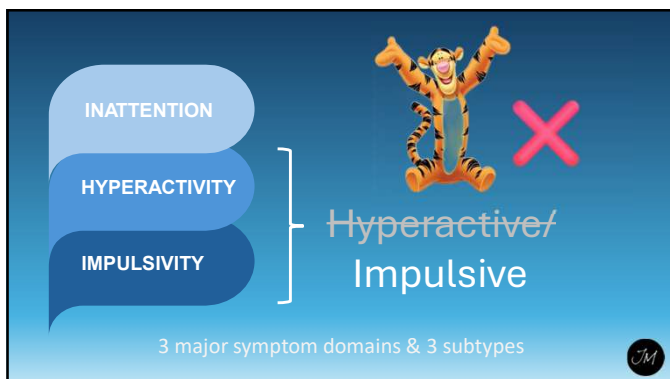 INATTENTION
HYPERACTIVITY
IMPULSIVITY
Hyperactive/
Impulsive
3 major symptom domains & 3 subtypes
JM